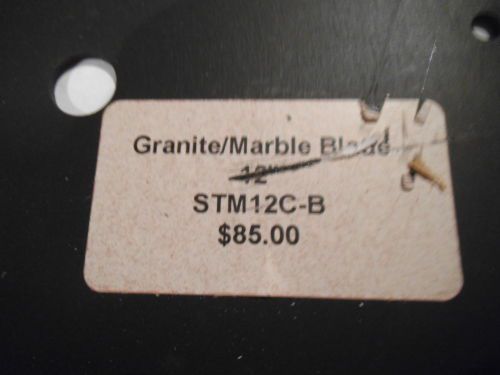 Granite/Marble Blade
12"
STM12C-B
$85.00